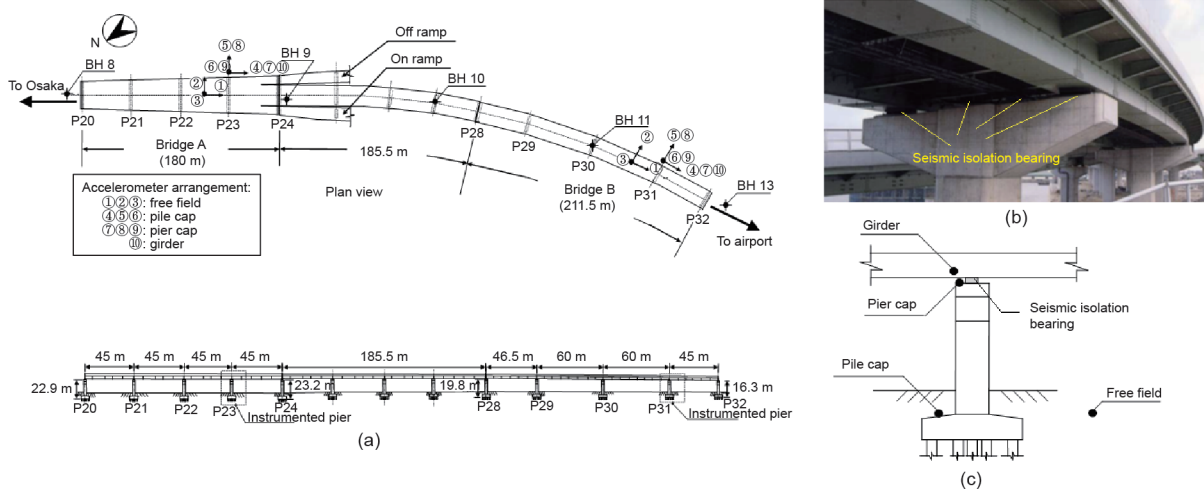 N
To Osaka
BH 8
⑤⑧
⑥⑨
④⑦⑩
②
①
③
BH 9
Off ramp
On ramp
BH 10
P20
P21
P22
P23
P24
P28
P29
P30
BH 11
②
③
①
⑤⑧
⑥⑨
④⑦⑩
P31
P32
BH 13
To airport
Bridge A
(180 m)
185.5 m
Plan view
Bridge B
(211.5 m)
Accelerometer arrangement:
①②③: free field
④⑤⑥: pile cap
⑦⑧⑨: pier cap
⑩: girder
45 m
45 m
45 m
45 m
185.5 m
46.5 m
60 m
60 m
45 m
22.9 m
23.2 m
19.8 m
16.3 m
P20
P21
P22
P23
P24
P28
P29
P30
P31
P32
Instrumented pier
Instrumented pier
(a)
Seismic isolation bearing
(b)
Girder
Pier cap
Seismic isolation
bearing
Pile cap
Free field
(c)